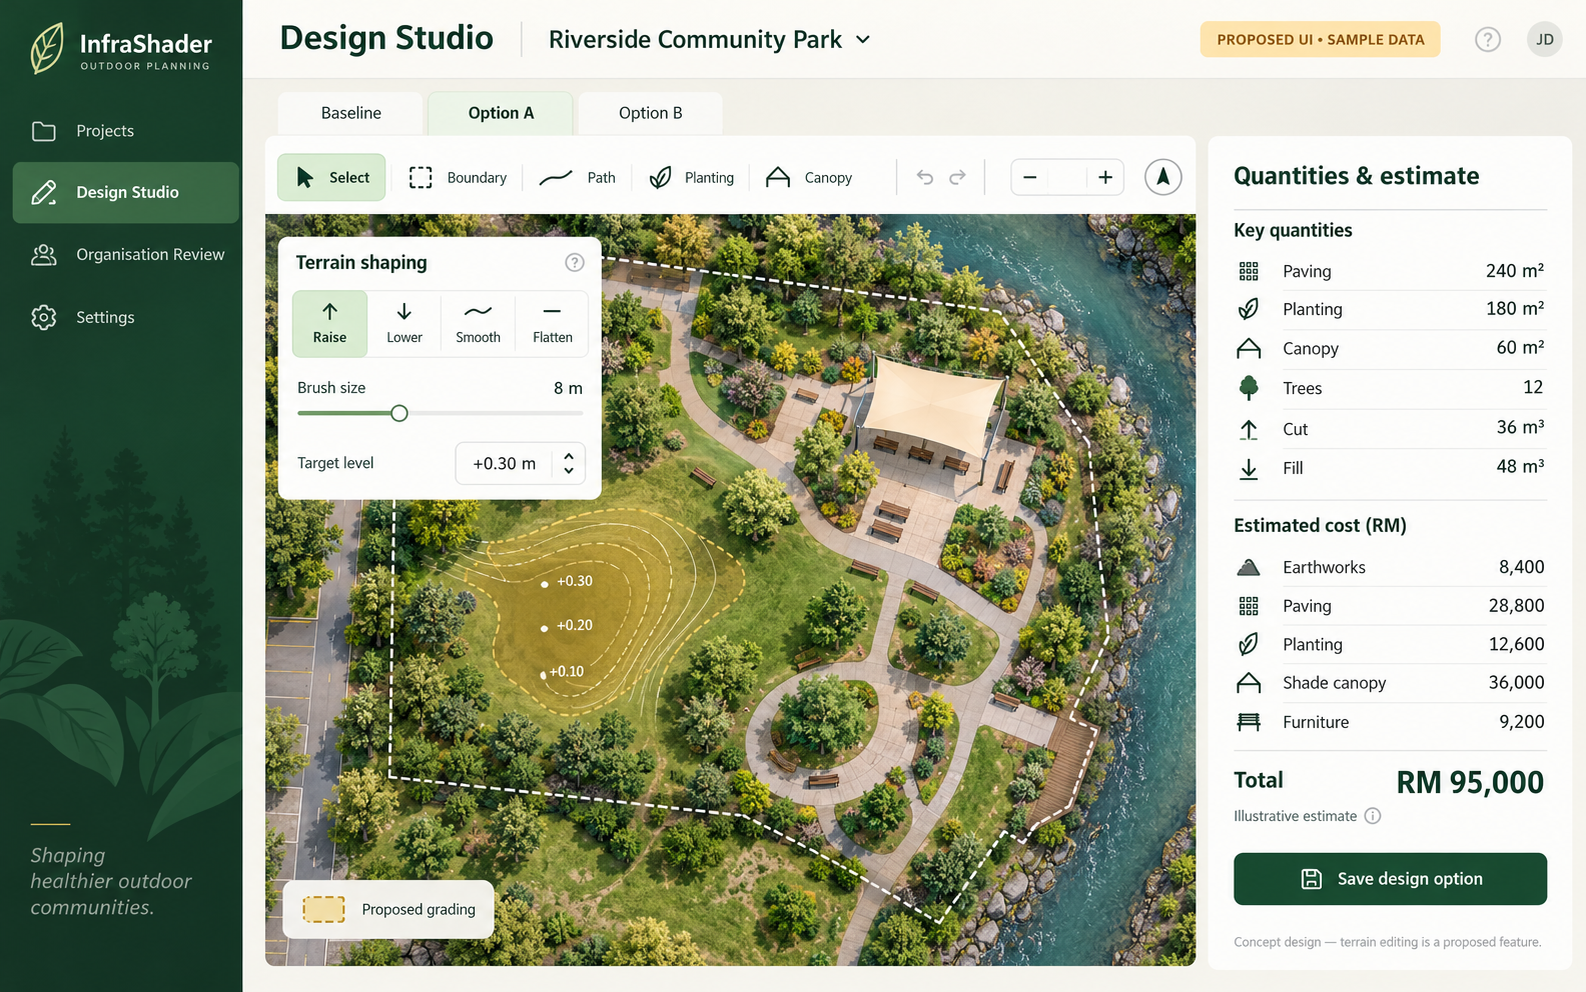 InfraShader
OUTDOOR PLANNING
Projects
Design Studio
Organisation Review
Settings
Shaping
healthier outdoor
communities.
Design Studio
Riverside Community Park
PROPOSED UI • SAMPLE DATA
?
JD
Baseline
Option A
Option B
Select
Boundary
Path
Planting
Canopy
Terrain shaping
?
Raise
Lower
Smooth
Flatten
Brush size
8 m
Target level
+0.30 m
+0.30
+0.20
+0.10
Proposed grading
Quantities & estimate
Key quantities
Paving 240 m²
Planting 180 m²
Canopy 60 m²
Trees 12
Cut 36 m³
Fill 48 m³
Estimated cost (RM)
Earthworks 8,400
Paving 28,800
Planting 12,600
Shade canopy 36,000
Furniture 9,200
Total RM 95,000
Illustrative estimate
Save design option
Concept design — terrain editing is a proposed feature.